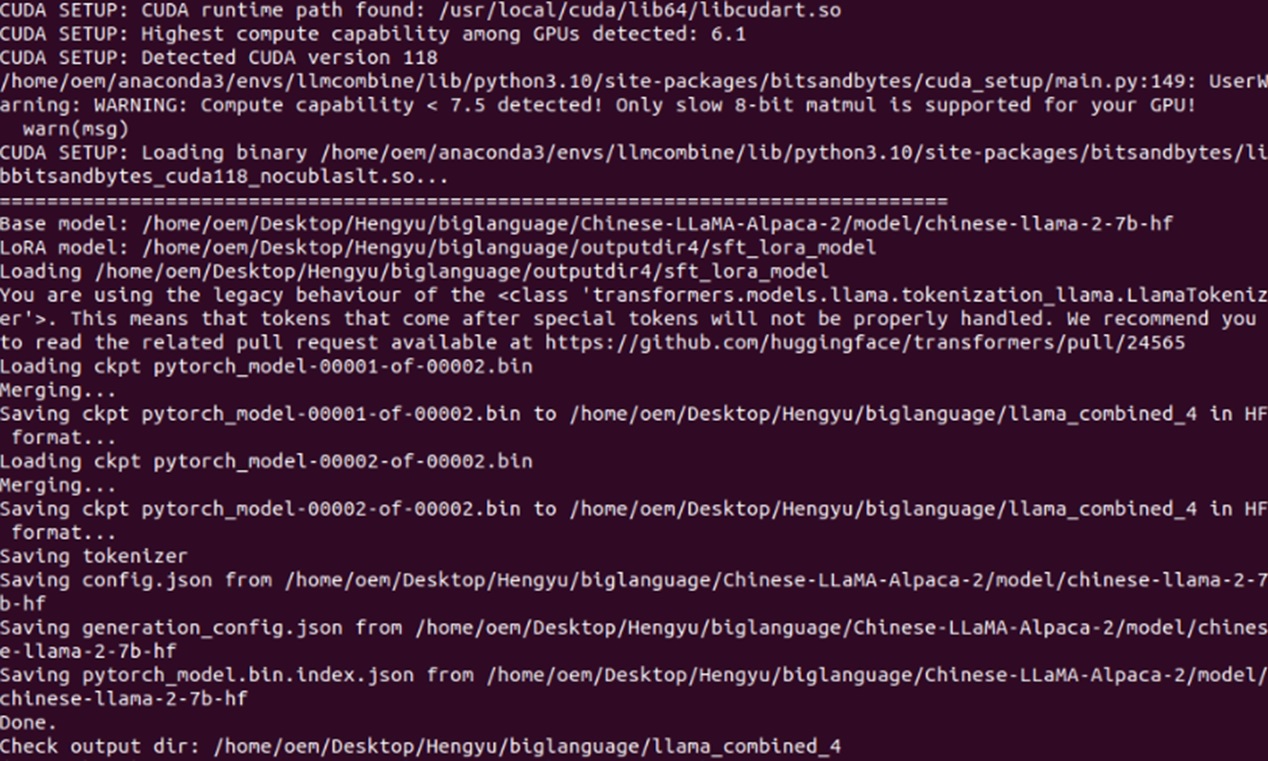 CUDA SETUP: CUDA runtime path found: /usr/local/cuda/lib64/libcudart.so
CUDA SETUP: Highest compute capability among GPUs detected: 6.1
CUDA SETUP: Detected CUDA version 118
/home/oem/anaconda3/envs/llmcombine/lib/python3.10/site-packages/bitsandbytes/cuda_setup/main.py:149: UserW
arning: WARNING: Compute capability < 7.5 detected! Only slow 8-bit matmul is supported for your GPU!
  warn(msg)
CUDA SETUP: Loading binary /home/oem/anaconda3/envs/llmcombine/lib/python3.10/site-packages/bitsandbytes/li
bbitsandbytes_cuda118_nocublaslt.so...
================================================================================
Base model: /home/oem/Desktop/Hengyu/biglanguage/Chinese-LLaMA-Alpaca-2/model/chinese-llama-2-7b-hf
LoRA model: /home/oem/Desktop/Hengyu/biglanguage/outputdir4/sft_lora_model
Loading /home/oem/Desktop/Hengyu/biglanguage/outputdir4/sft_lora_model
You are using the legacy behaviour of the <class 'transformers.models.llama.tokenization_llama.LlamaTokeniz
er'>. This means that tokens that come after special tokens will not be properly handled. We recommend you
to read the related pull request available at https://github.com/huggingface/transformers/pull/24565
Loading ckpt pytorch_model-00001-of-00002.bin
Merging...
Saving ckpt pytorch_model-00001-of-00002.bin to /home/oem/Desktop/Hengyu/biglanguage/llama_combined_4 in HF
 format...
Loading ckpt pytorch_model-00002-of-00002.bin
Merging...
Saving ckpt pytorch_model-00002-of-00002.bin to /home/oem/Desktop/Hengyu/biglanguage/llama_combined_4 in HF
 format...
Saving tokenizer
Saving config.json from /home/oem/Desktop/Hengyu/biglanguage/Chinese-LLaMA-Alpaca-2/model/chinese-llama-2-7
b-hf
Saving generation_config.json from /home/oem/Desktop/Hengyu/biglanguage/Chinese-LLaMA-Alpaca-2/model/chines
e-llama-2-7b-hf
Saving pytorch_model.bin.index.json from /home/oem/Desktop/Hengyu/biglanguage/Chinese-LLaMA-Alpaca-2/model/
chinese-llama-2-7b-hf
Done.
Check output dir: /home/oem/Desktop/Hengyu/biglanguage/llama_combined_4